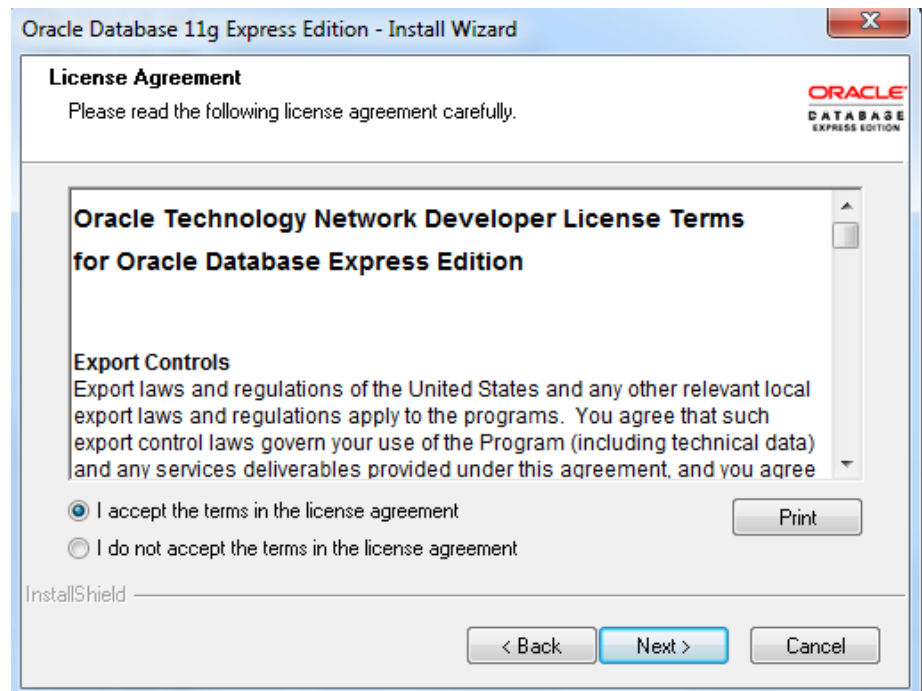 Oracle Database 11g Express Edition - Install Wizard
License Agreement
Please read the following license agreement carefully.
ORACLE
DATABASE
EXPRESS EDITION
Oracle Technology Network Developer License Terms
for Oracle Database Express Edition
Export Controls
Export laws and regulations of the United States and any other relevant local
export laws and regulations apply to the programs.  You agree that such
export control laws govern your use of the Program (including technical data)
and any services deliverables provided under this agreement, and you agree
I accept the terms in the license agreement
Print
I do not accept the terms in the license agreement
InstallShield
< Back
Next >
Cancel